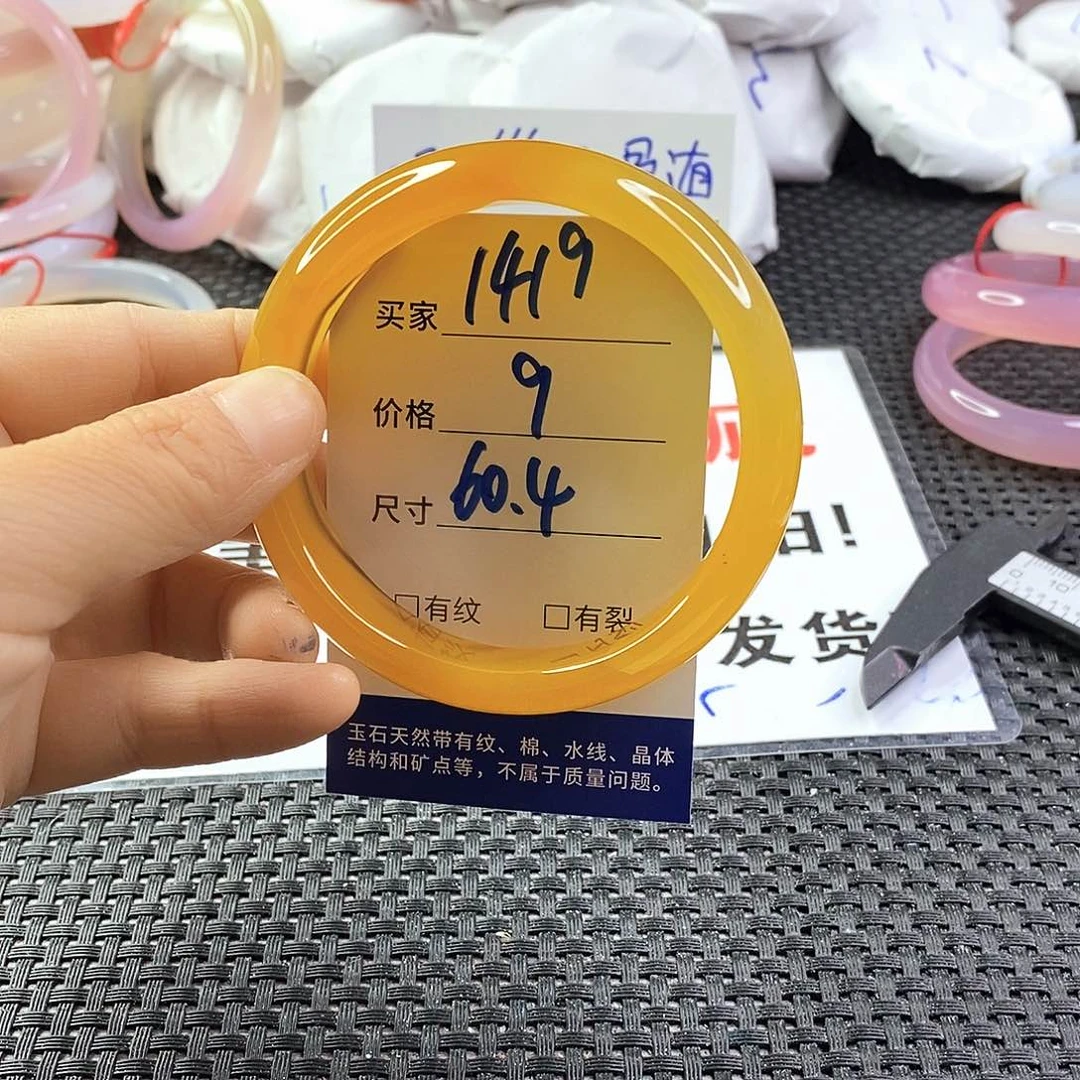 买家 1419
价格 9
尺寸 60.4
□有纹 □有裂
玉石天然带有纹、棉、水线、晶体
结构和矿点等，不属于质量问题。
发货